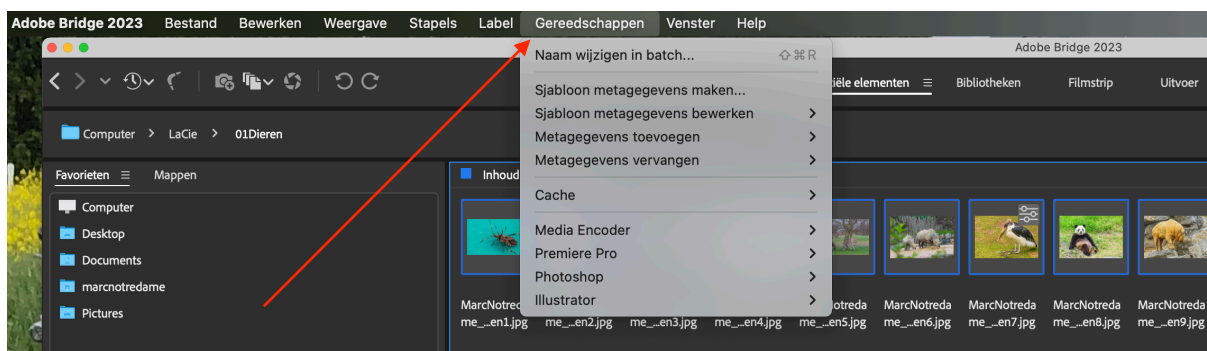 Adobe Bridge 2023 Bestand Bewerken Weergave Stapels Label Gereedschappen Venster Help
Adobe Bridge 2023
Naam wijzigen in batch... ⇧⌘R
Sjabloon metagegevens maken...
Sjabloon metagegevens bewerken
Metagegevens toevoegen
Metagegevens vervangen
Cache
Media Encoder
Premiere Pro
Photoshop
Illustrator
iële elementen Bibliotheken Filmstrip Uitvoer
Computer > LaCie > 01Dieren
Favorieten Mappen
Inhoud
Computer
Desktop
Documents
marcnotredame
Pictures
MarcNotred otreda MarcNotreda MarcNotreda MarcNotreda MarcNotreda
me_...en1.jpg me_...en2.jpg me_...en3.jpg me_...en4.jpg me_...en5.jpg me_...en6.jpg me_...en7.jpg me_...en8.jpg me_...en9.jpg